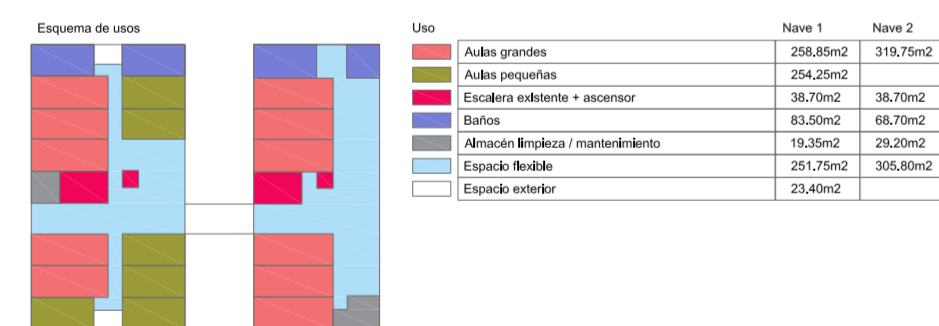 Esquema de usos
Uso Nave 1 Nave 2
Aulas grandes 258.85m2 319.75m2
Aulas pequeñas 254.25m2
Escalera existente + ascensor 38.70m2 38.70m2
Baños 83.50m2 68.70m2
Almacén limpieza / mantenimiento 19.35m2 29.20m2
Espacio flexible 251.75m2 305.80m2
Espacio exterior 23.40m2